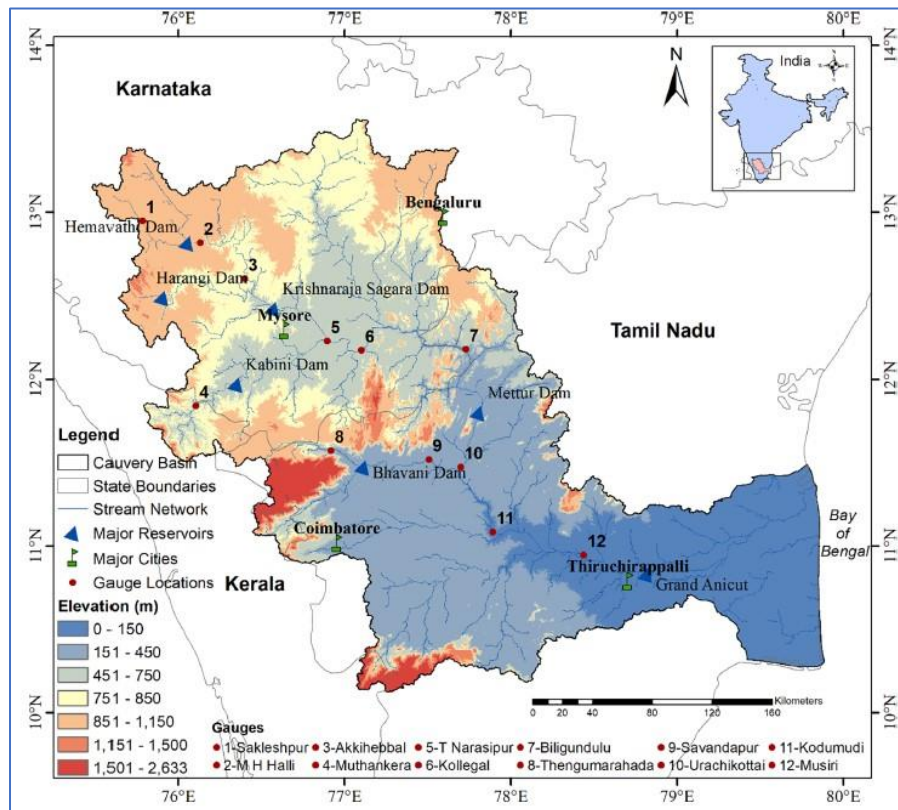 76°E 77°E 78°E 79°E 80°E
14°N 14°N
N
India
Karnataka
13°N 13°N
1
Bengaluru
Hemavathi Dam
2
3
Harangi Dam
Krishnaraja Sagara Dam
Mysore
5
6
7
Tamil Nadu
Kabini Dam
12°N 12°N
4
Mettur Dam
8
9
10
Bhavani Dam
Coimbatore
11
12
11°N 11°N
Bay
of
Bengal
Thiruchirappalli
Grand Anicut
Kerala
Legend
Cauvery Basin
State Boundaries
Stream Network
Major Reservoirs
Major Cities
Gauge Locations
Elevation (m)
0 - 150
151 - 450
451 - 750
751 - 850
851 - 1,150
1,151 - 1,500
1,501 - 2,633
10°N 10°N
Kilometers
0 20 40 80 120 160
Gauges
1-Sakleshpur 3-Akkihebbal 5-T Narasipur 7-Biligundulu 9-Savandapur 11-Kodumudi
2-M H Halli 4-Muthankera 6-Kollegal 8-Thengumarahada 10-Urachikottai 12-Musiri
76°E 77°E 78°E 79°E 80°E